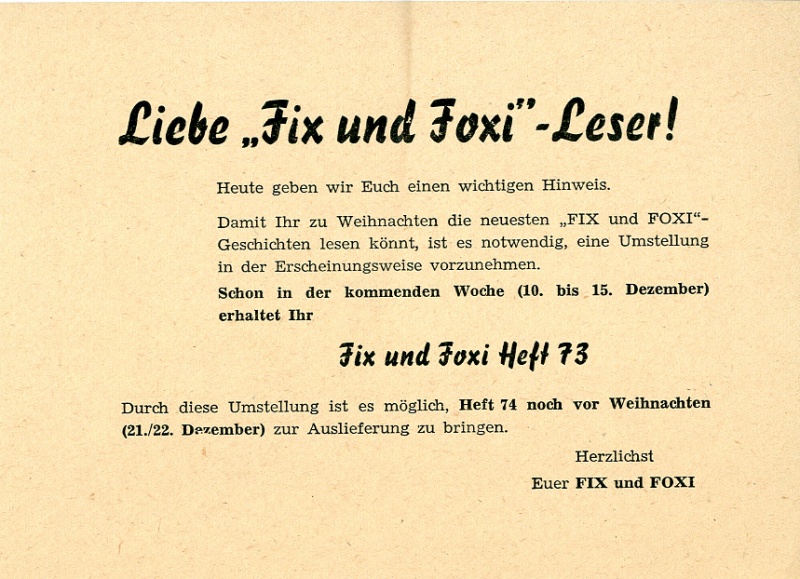 Liebe „Fix und Foxi"-Leser!
Heute geben wir Euch einen wichtigen Hinweis.
Damit Ihr zu Weihnachten die neuesten „FIX und FOXI"-
Geschichten lesen könnt, ist es notwendig, eine Umstellung
in der Erscheinungsweise vorzunehmen.
Schon in der kommenden Woche (10. bis 15. Dezember)
erhaltet Ihr
Fix und Foxi Heft 73
Durch diese Umstellung ist es möglich, Heft 74 noch vor Weihnachten
(21./22. Dezember) zur Auslieferung zu bringen.
Herzlichst
Euer FIX und FOXI